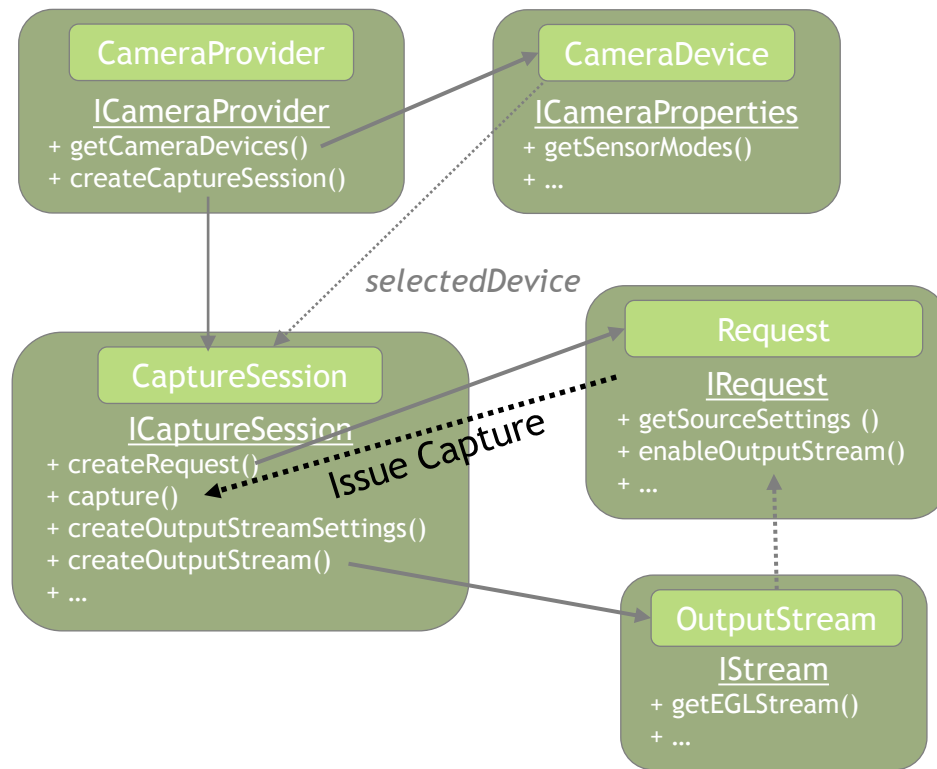 CameraProvider
ICameraProvider
+ getCameraDevices()
+ createCaptureSession()
CameraDevice
ICameraProperties
+ getSensorModes()
+ ...
selectedDevice
CaptureSession
ICaptureSession
+ createRequest()
+ capture()
+ createOutputStreamSettings()
+ createOutputStream()
+ ...
Issue Capture
Request
IRequest
+ getSourceSettings ()
+ enableOutputStream()
+ ...
OutputStream
IStream
+ getEGLStream()
+ ...